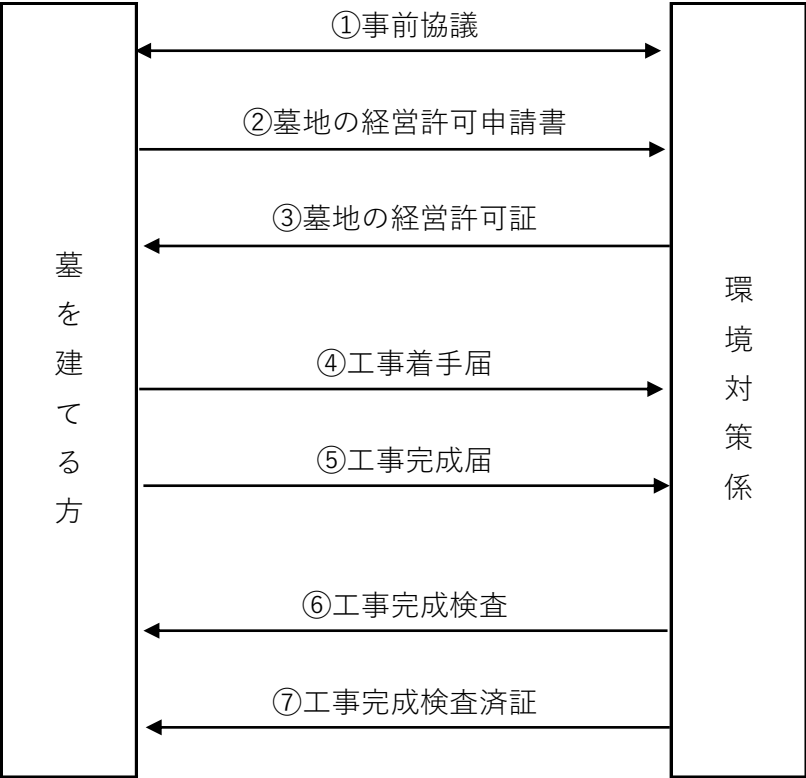 ①事前協議
②墓地の経営許可申請書
③墓地の経営許可証
墓を建てる方
環境対策係
④工事着手届
⑤工事完成届
⑥工事完成検査
⑦工事完成検査済証